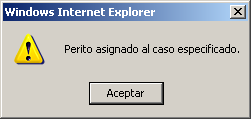 Windows Internet Explorer
Perito asignado al caso especificado.
Aceptar